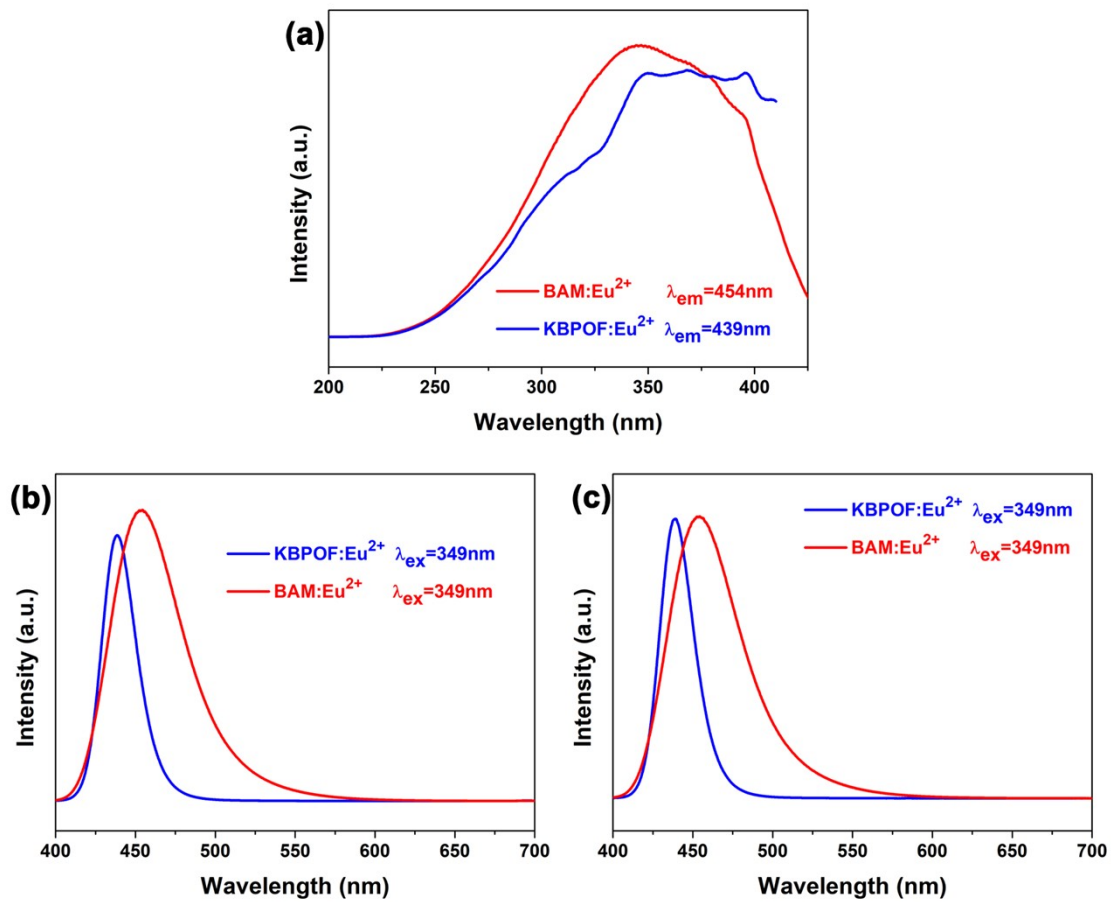 (a)
Intensity (a.u.)
BAM:Eu2+ λem=454nm
KBPOF:Eu2+ λem=439nm
200 250 300 350 400
Wavelength (nm)
(b)
Intensity (a.u.)
KBPOF:Eu2+ λex=349nm
BAM:Eu2+ λex=349nm
400 450 500 550 600 650 700
Wavelength (nm)
(c)
Intensity (a.u.)
KBPOF:Eu2+ λex=349nm
BAM:Eu2+ λex=349nm
400 450 500 550 600 650 700
Wavelength (nm)